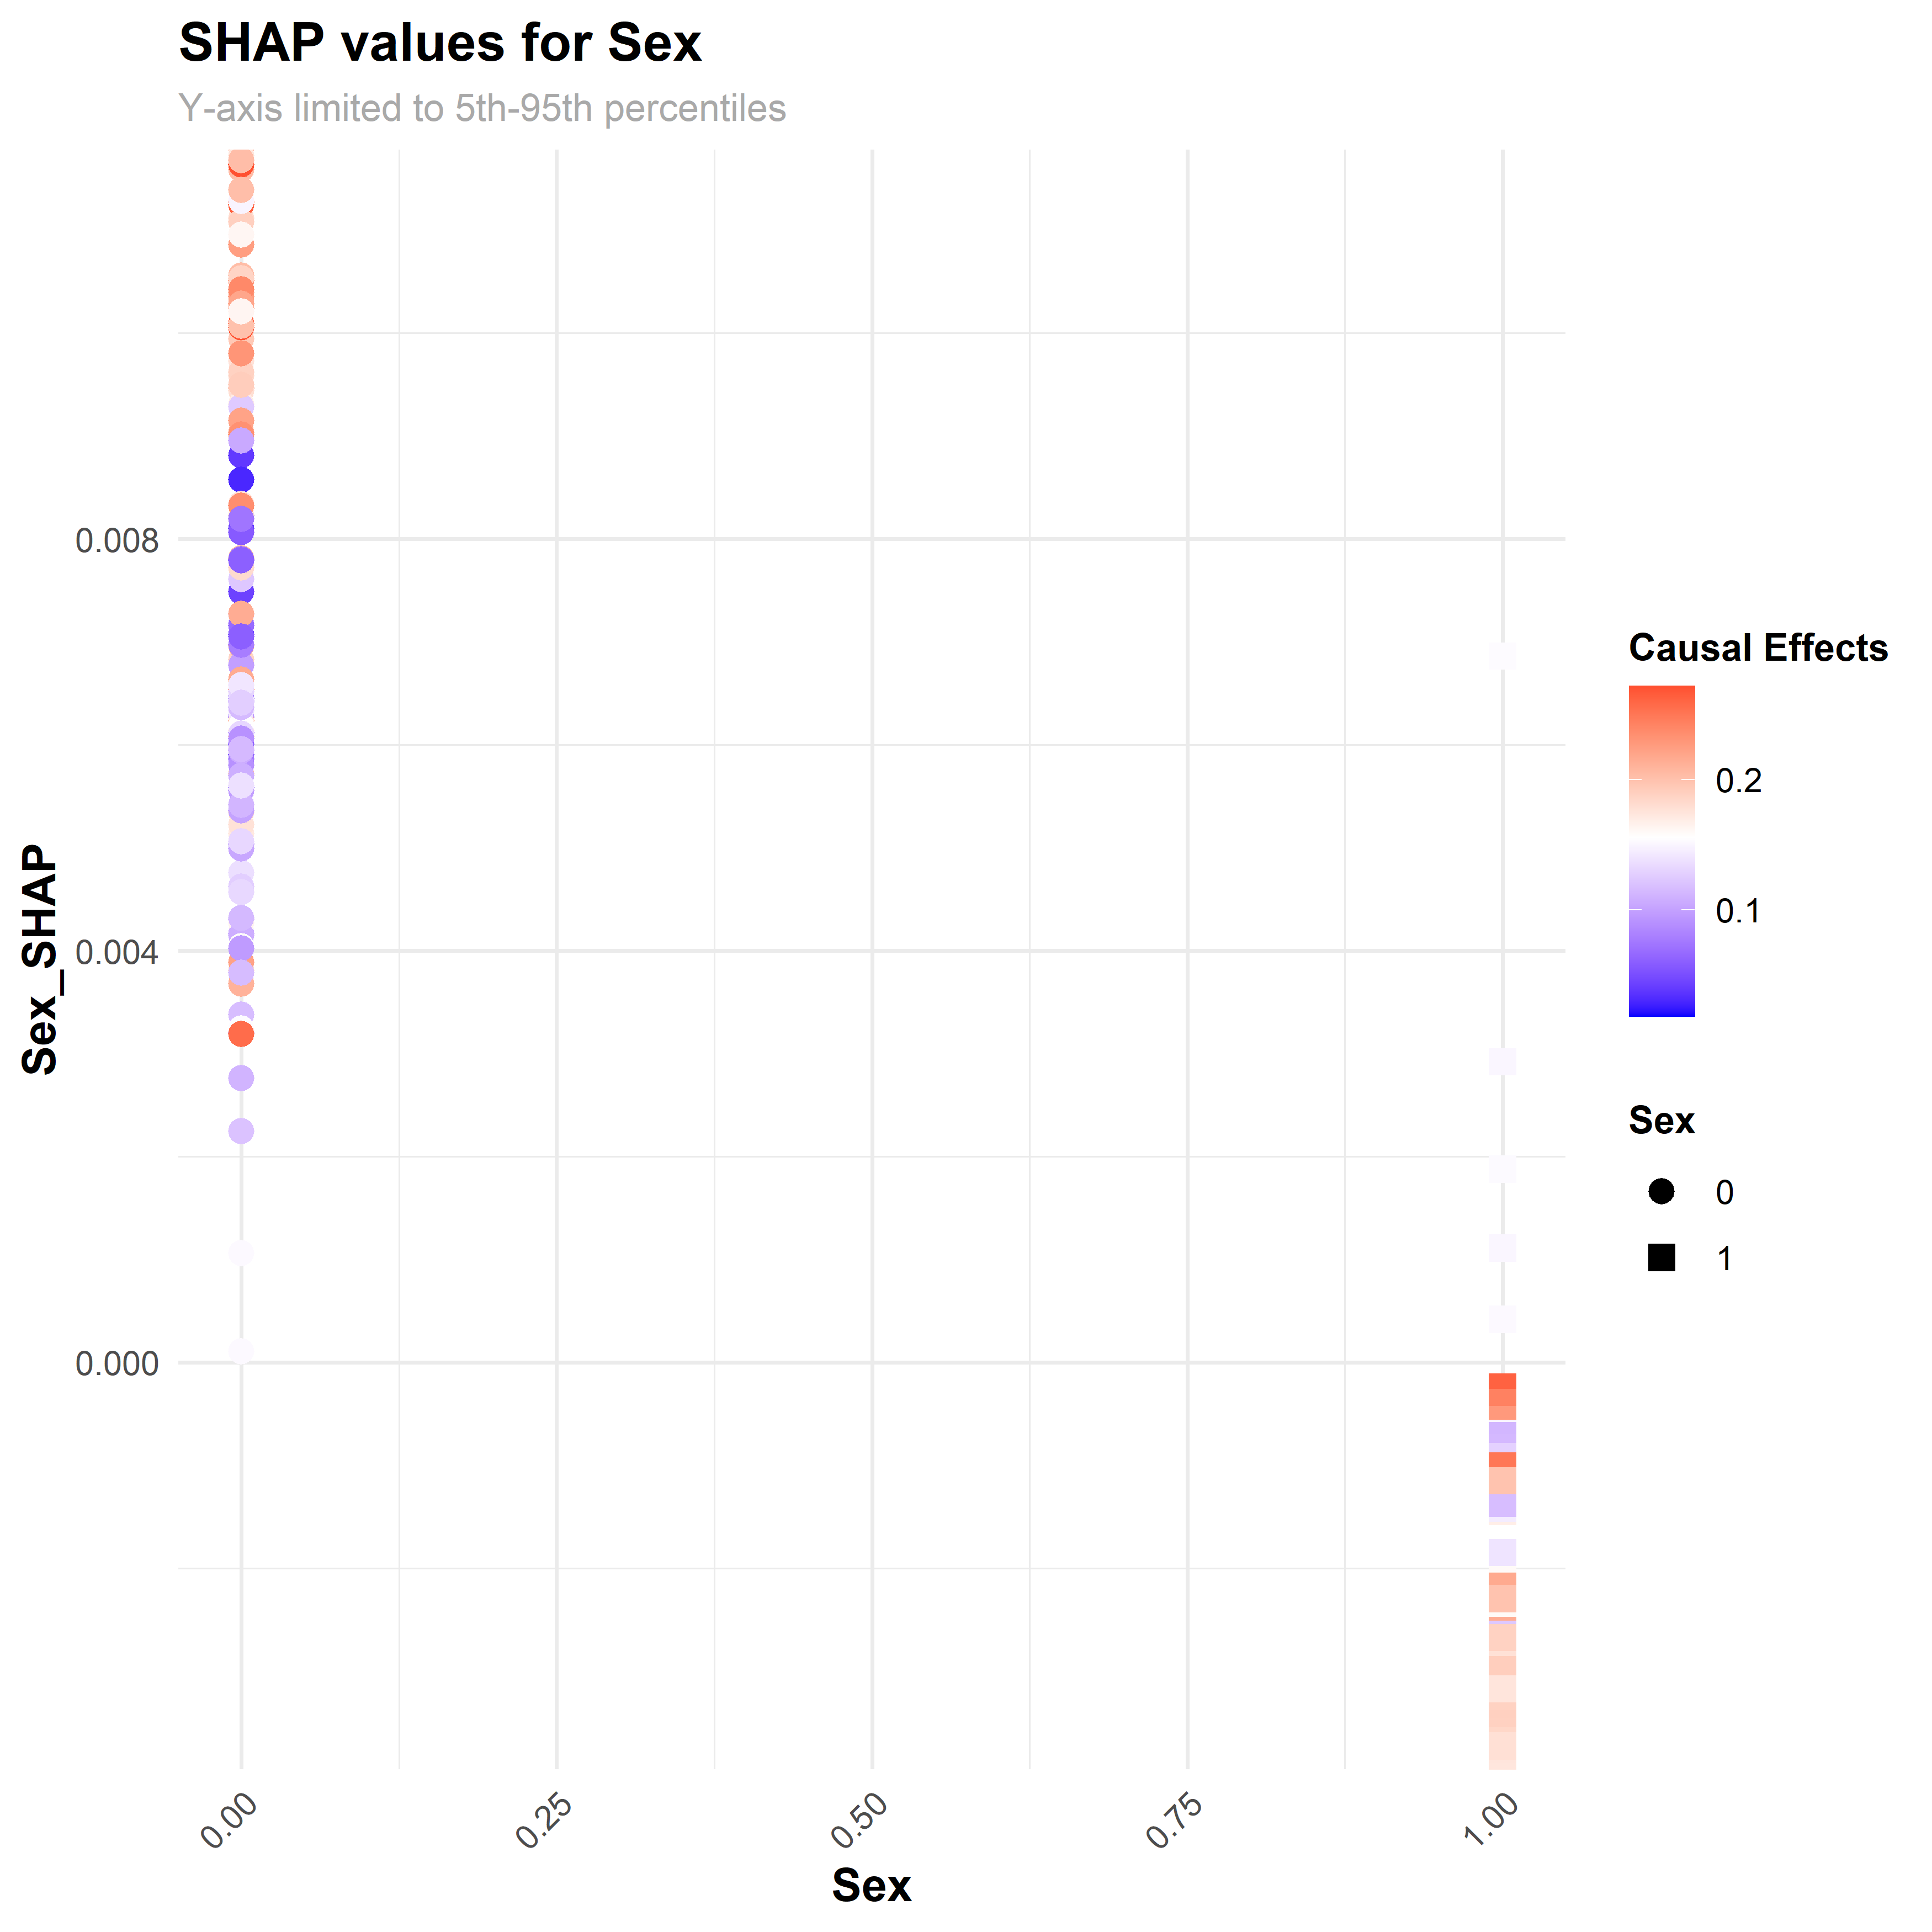 SHAP values for Sex
Y-axis limited to 5th-95th percentiles
Sex_SHAP
0.008
0.004
0.000
0.00
0.25
0.50
0.75
1.00
Sex
Causal Effects
0.2
0.1
Sex
0
1